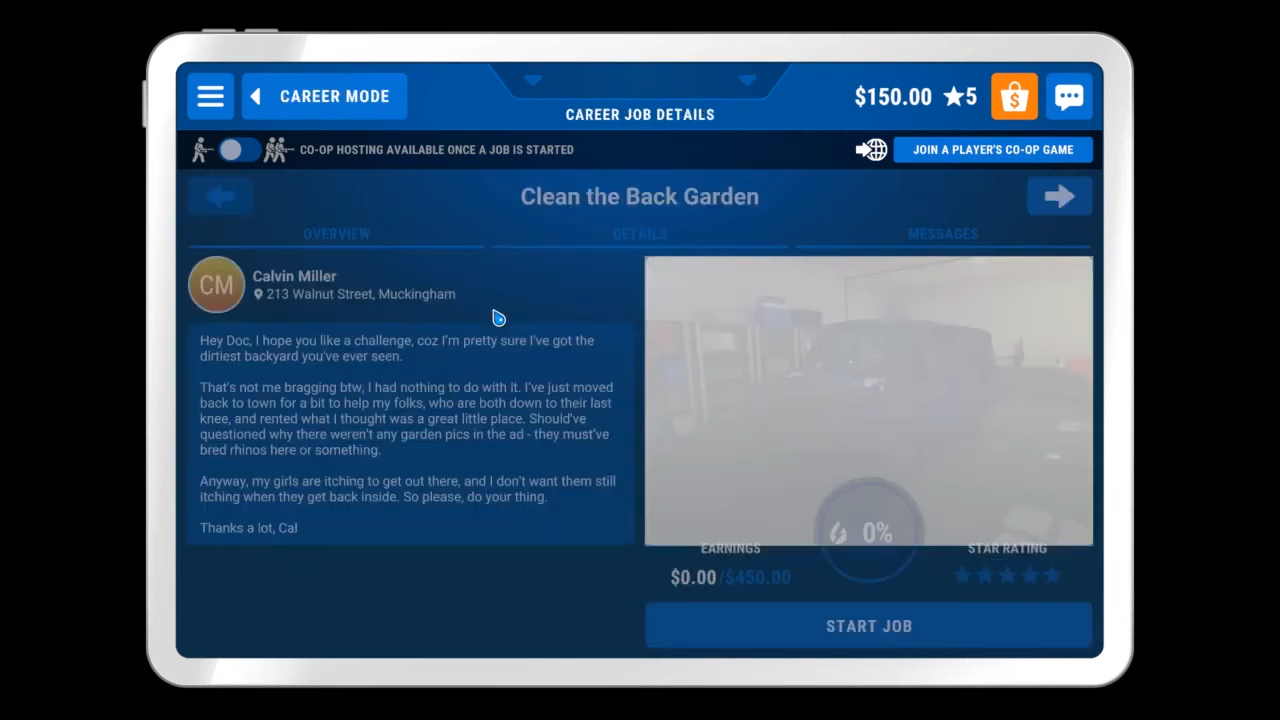 CAREER MODE
CAREER JOB DETAILS
$150.00 ★5
CO-OP HOSTING AVAILABLE ONCE A JOB IS STARTED
JOIN A PLAYER'S CO-OP GAME
Clean the Back Garden
OVERVIEW
DETAILS
MESSAGES
CM
Calvin Miller
213 Walnut Street, Muckingham
Hey Doc, I hope you like a challenge, coz I'm pretty sure I've got the
dirtiest backyard you've ever seen.
That's not me bragging btw, I had nothing to do with it. I've just moved
back to town for a bit to help my folks, who are both down to their last
knee, and rented what I thought was a great little place. Should've
questioned why there weren't any garden pics in the ad - they must've
bred rhinos here or something.
Anyway, my girls are itching to get out there, and I don't want them still
itching when they get back inside. So please, do your thing.
Thanks a lot, Cal
0%
EARNINGS
$0.00/$450.00
STAR RATING
START JOB